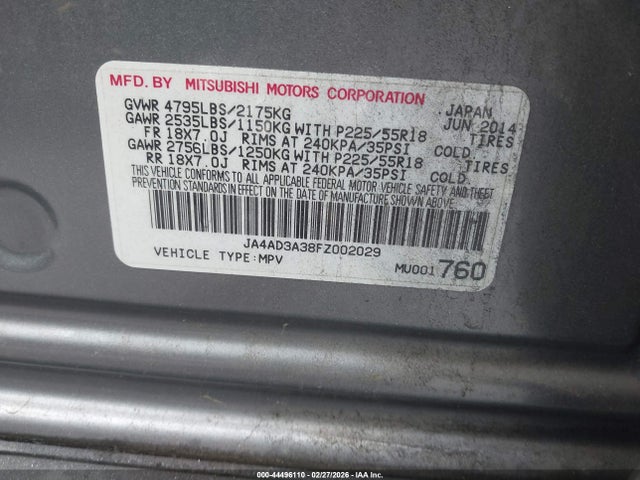 MFD. BY MITSUBISHI MOTORS CORPORATION
GVWR 4795LBS/2175KG JAPAN
GAWR 2535LBS/1150KG WITH P225/55R18 JUN 2014
FR 18X7.0J RIMS AT 240KPA/35PSI TIRES COLD
GAWR 2756LBS/1250KG WITH P225/55R18 TIRES
RR 18X7.0J RIMS AT 240KPA/35PSI COLD
THIS VEHICLE CONFORMS TO ALL APPLICABLE FEDERAL MOTOR VEHICLE SAFETY AND THEFT
PREVENTION STANDARDS IN EFFECT ON THE DATE OF MANUFACTURE SHOWN ABOVE.
JA4AD3A38FZ002029
VEHICLE TYPE:MPV MU001 760
000-44496110 - 02/27/2026 - IAAI.COM